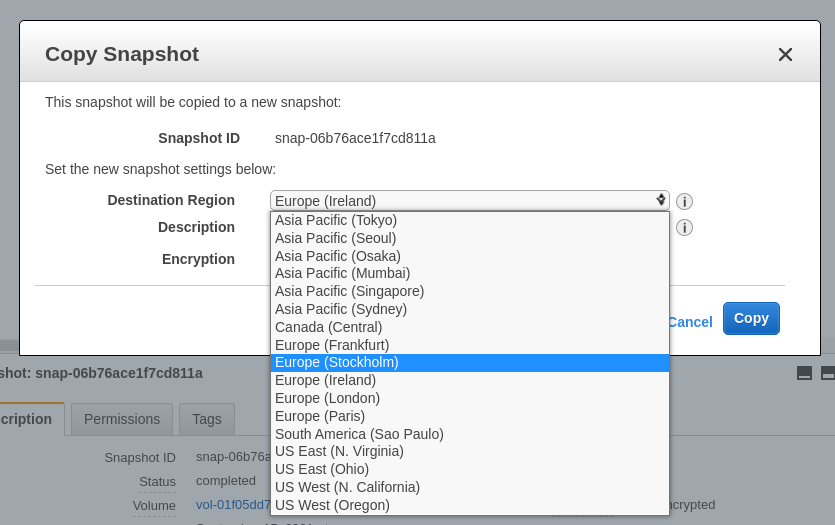 Copy Snapshot
This snapshot will be copied to a new snapshot:
Snapshot ID snap-06b76ace1f7cd811a
Set the new snapshot settings below:
Destination Region Europe (Ireland)
Description
Encryption
Asia Pacific (Tokyo)
Asia Pacific (Seoul)
Asia Pacific (Osaka)
Asia Pacific (Mumbai)
Asia Pacific (Singapore)
Asia Pacific (Sydney)
Canada (Central)
Europe (Frankfurt)
Europe (Stockholm)
Europe (Ireland)
Europe (London)
Europe (Paris)
South America (Sao Paulo)
US East (N. Virginia)
US East (Ohio)
US West (N. California)
US West (Oregon)
Cancel Copy
shot: snap-06b76ace1f7cd811a
cription Permissions Tags
Snapshot ID snap-06b76a
Status completed
Volume vol-01f05dd7 crypted